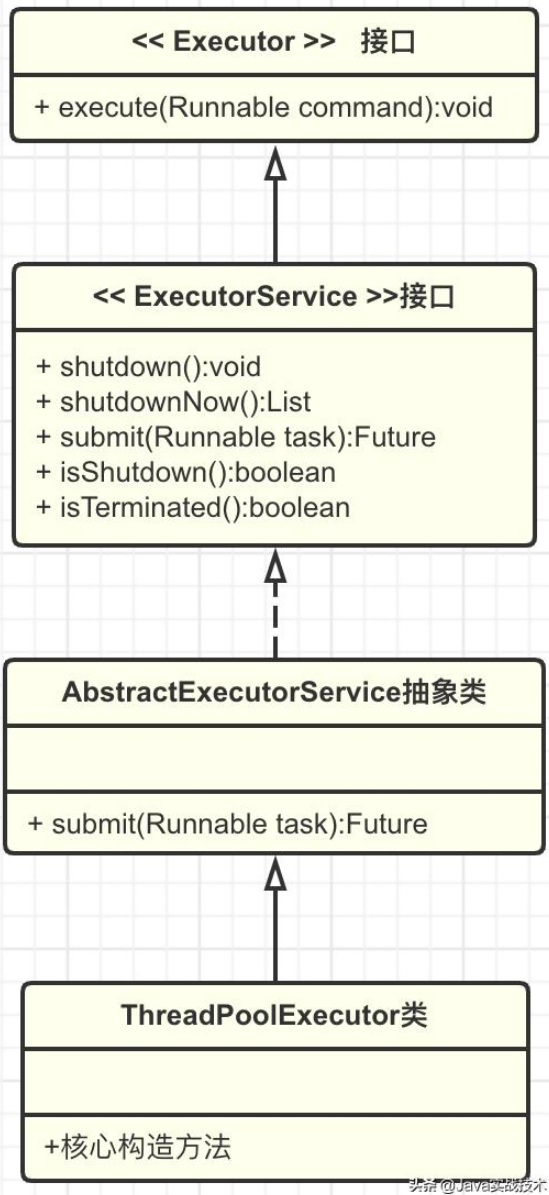 << Executor >> 接口
+ execute(Runnable command):void
<< ExecutorService >>接口
+ shutdown():void
+ shutdownNow():List
+ submit(Runnable task):Future
+ isShutdown():boolean
+ isTerminated():boolean
AbstractExecutorService抽象类
+ submit(Runnable task):Future
ThreadPoolExecutor类
+核心构造方法
头条 @Java实战技术